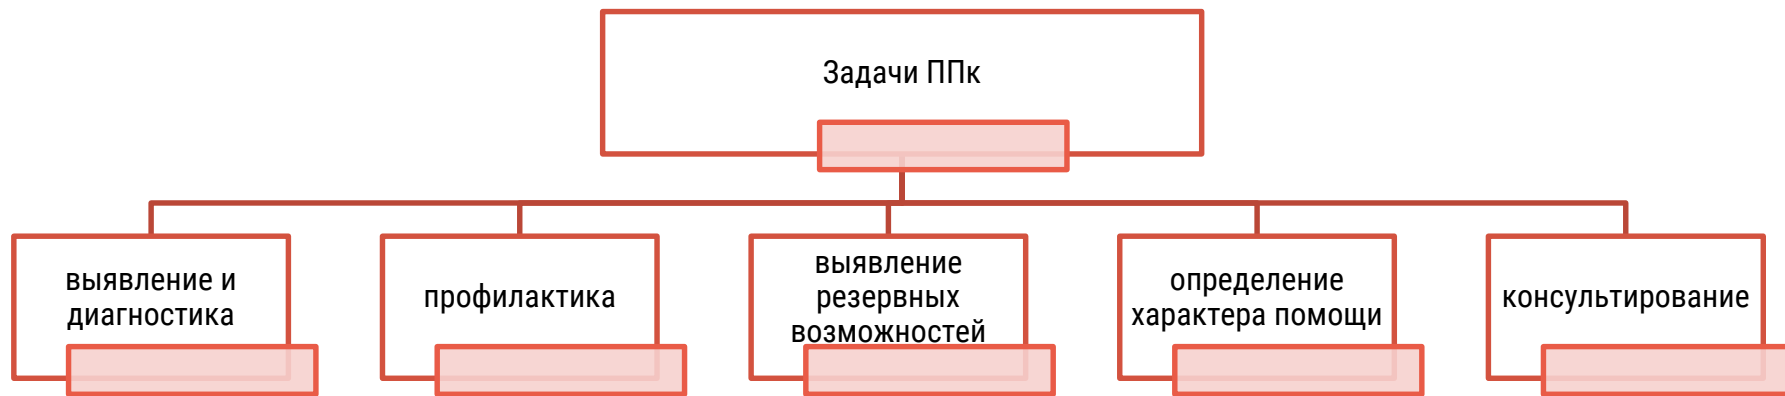 Задачи ППк
выявление и
диагностика
профилактика
выявление
резервных
возможностей
определение
характера помощи
консультирование